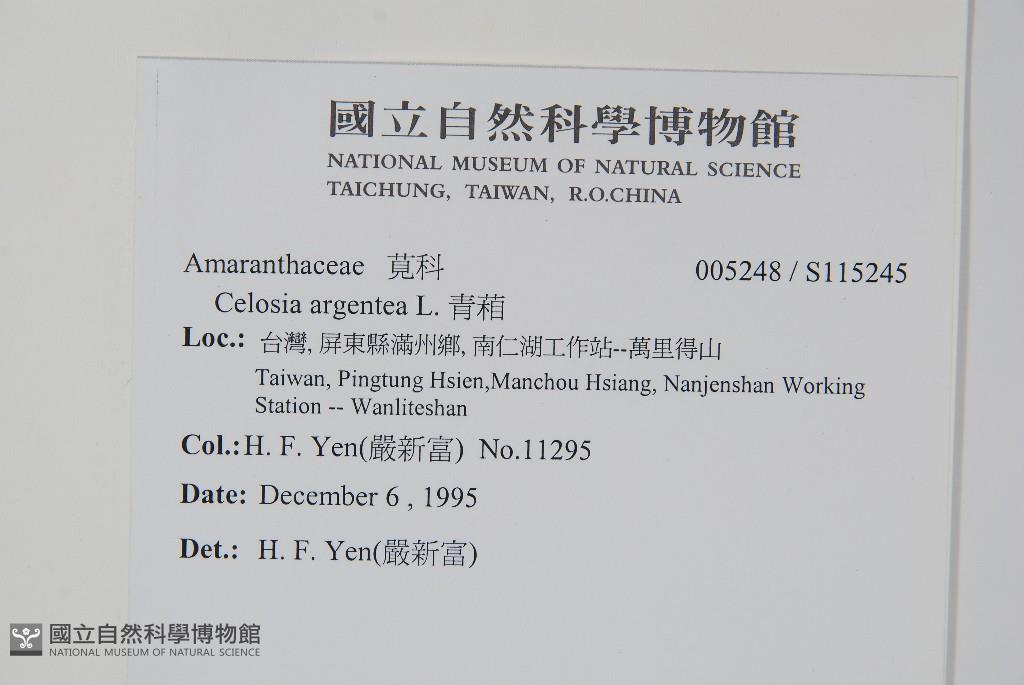 國立自然科學博物館
NATIONAL MUSEUM OF NATURAL SCIENCE
TAICHUNG, TAIWAN, R.O.CHINA
Amaranthaceae 莧科 005248 / S115245
Celosia argentea L. 青葙
Loc.: 台灣, 屏東縣滿州鄉, 南仁湖工作站--萬里得山
Taiwan, Pingtung Hsien,Manchou Hsiang, Nanjenshan Working
Station -- Wanliteshan
Col.:H. F. Yen(嚴新富) No.11295
Date: December 6 , 1995
Det.: H. F. Yen(嚴新富)
國立自然科學博物館
NATIONAL MUSEUM OF NATURAL SCIENCE